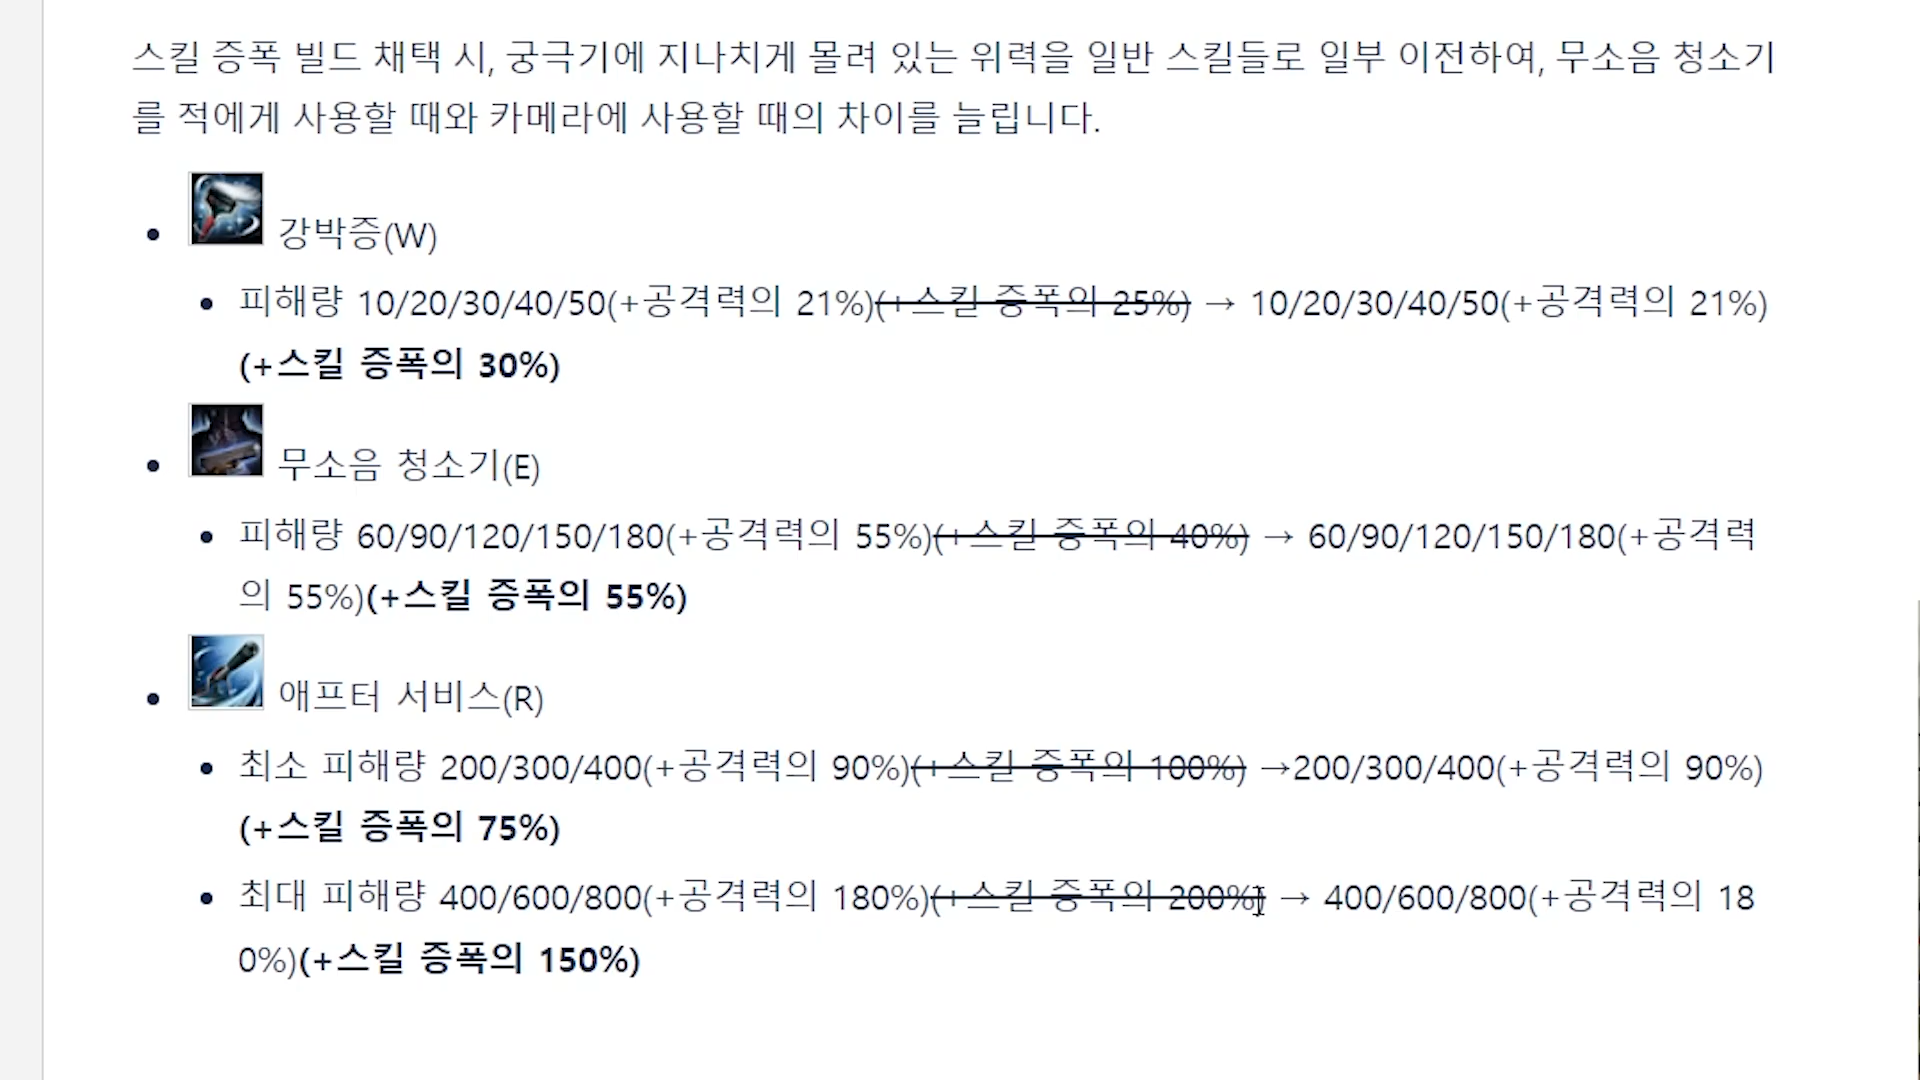 스킬 증폭 빌드 채택 시, 궁극기에 지나치게 몰려 있는 위력을 일반 스킬들로 일부 이전하여, 무소음 청소기
를 적에게 사용할 때와 카메라에 사용할 때의 차이를 늘립니다.
강박증(W)
피해량 10/20/30/40/50(+공격력의 21%)(+스킬 증폭의 25%) → 10/20/30/40/50(+공격력의 21%)
(+스킬 증폭의 30%)
무소음 청소기(E)
피해량 60/90/120/150/180(+공격력의 55%)(+스킬 증폭의 40%) → 60/90/120/150/180(+공격력
의 55%)(+스킬 증폭의 55%)
애프터 서비스(R)
최소 피해량 200/300/400(+공격력의 90%)(+스킬 증폭의 100%) →200/300/400(+공격력의 90%)
(+스킬 증폭의 75%)
최대 피해량 400/600/800(+공격력의 180%)(+스킬 증폭의 200%) → 400/600/800(+공격력의 18
0%)(+스킬 증폭의 150%)